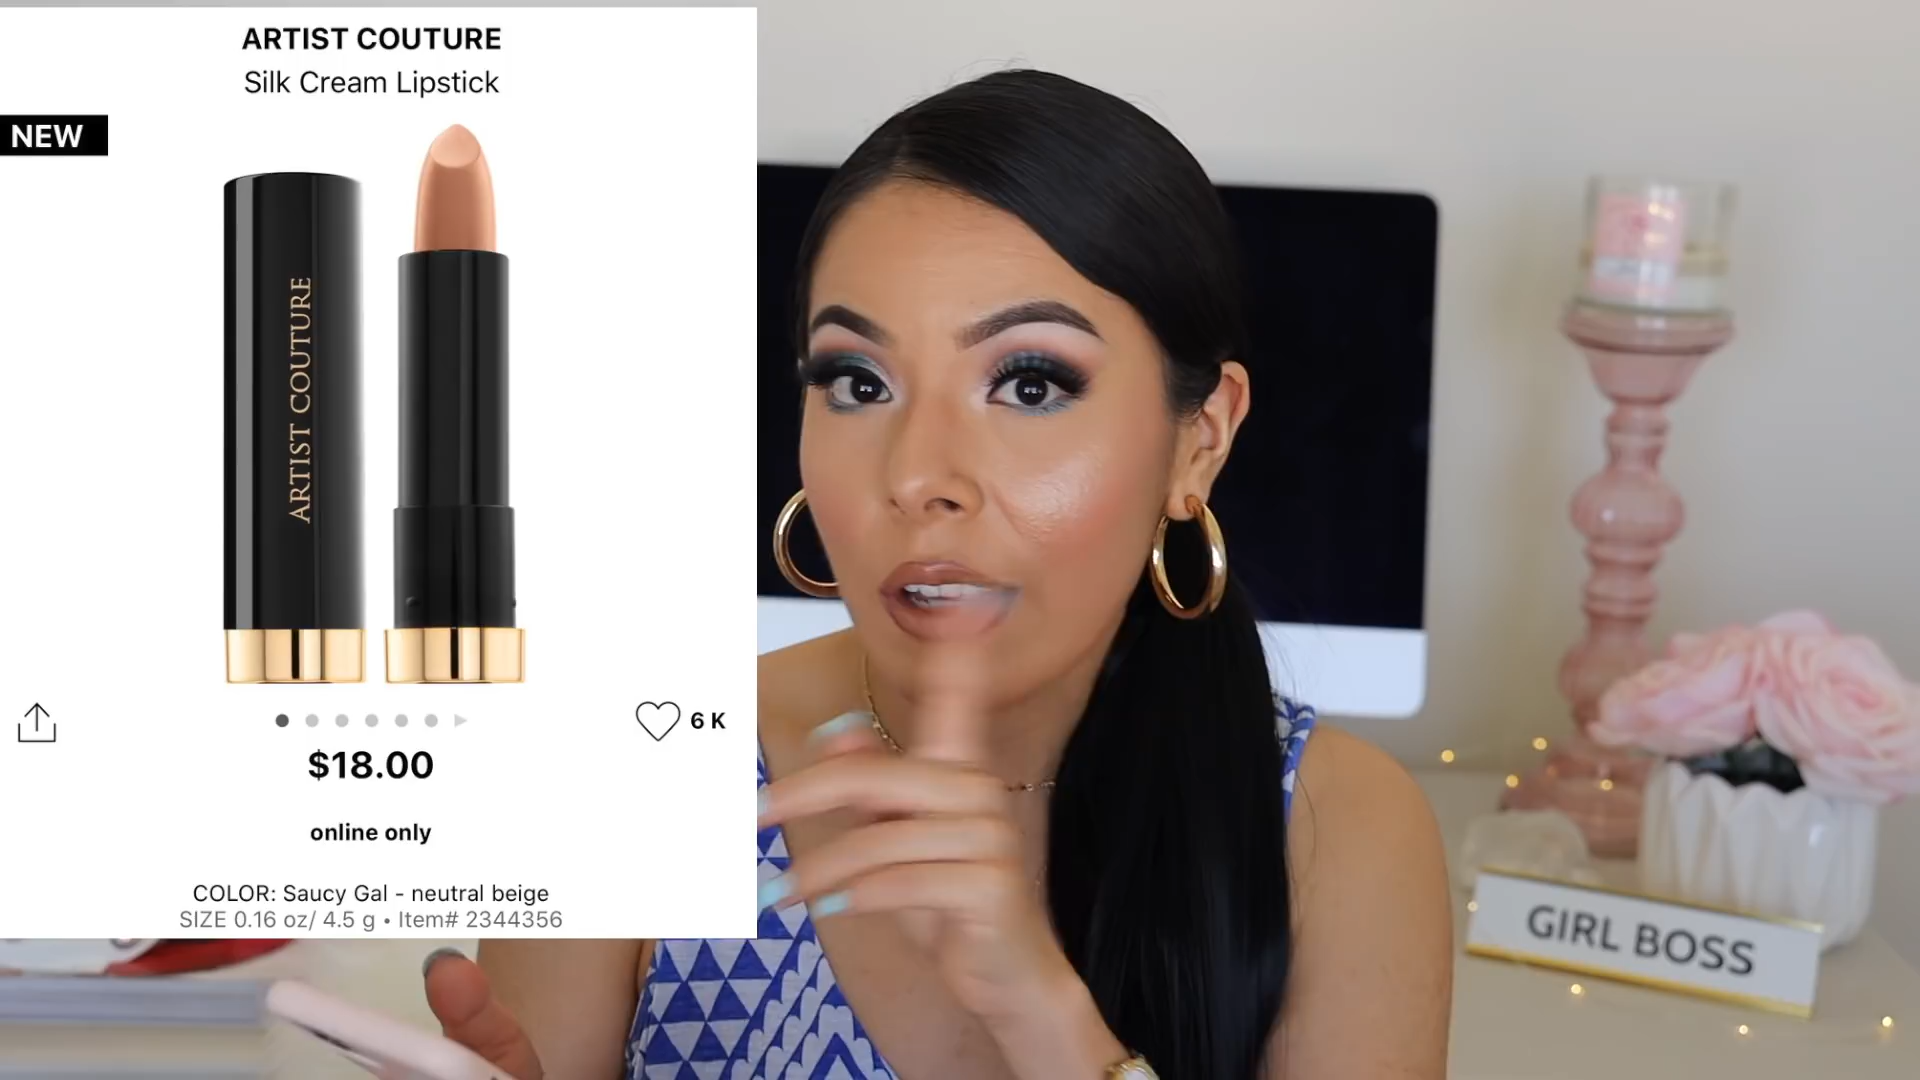 ARTIST COUTURE
Silk Cream Lipstick
NEW
ARTIST COUTURE
6 K
$18.00
online only
COLOR: Saucy Gal - neutral beige
SIZE 0.16 oz/ 4.5 g • Item# 2344356
GIRL BOSS